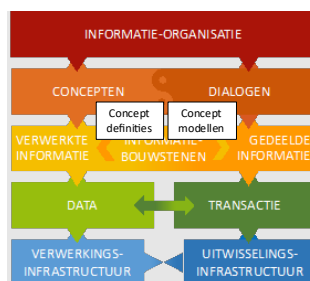 INFORMATIE-ORGANISATIE
CONCEPTEN
DIALOGEN
Concept
definities
Concept
modellen
VERWERKTE
INFORMATIE
INFORMATIE-
BOUWSTENEN
GEDEELDE
INFORMATIE
DATA
TRANSACTIE
VERWERKINGS-
INFRASTRUCTUUR
UITWISSELINGS-
INFRASTRUCTUUR